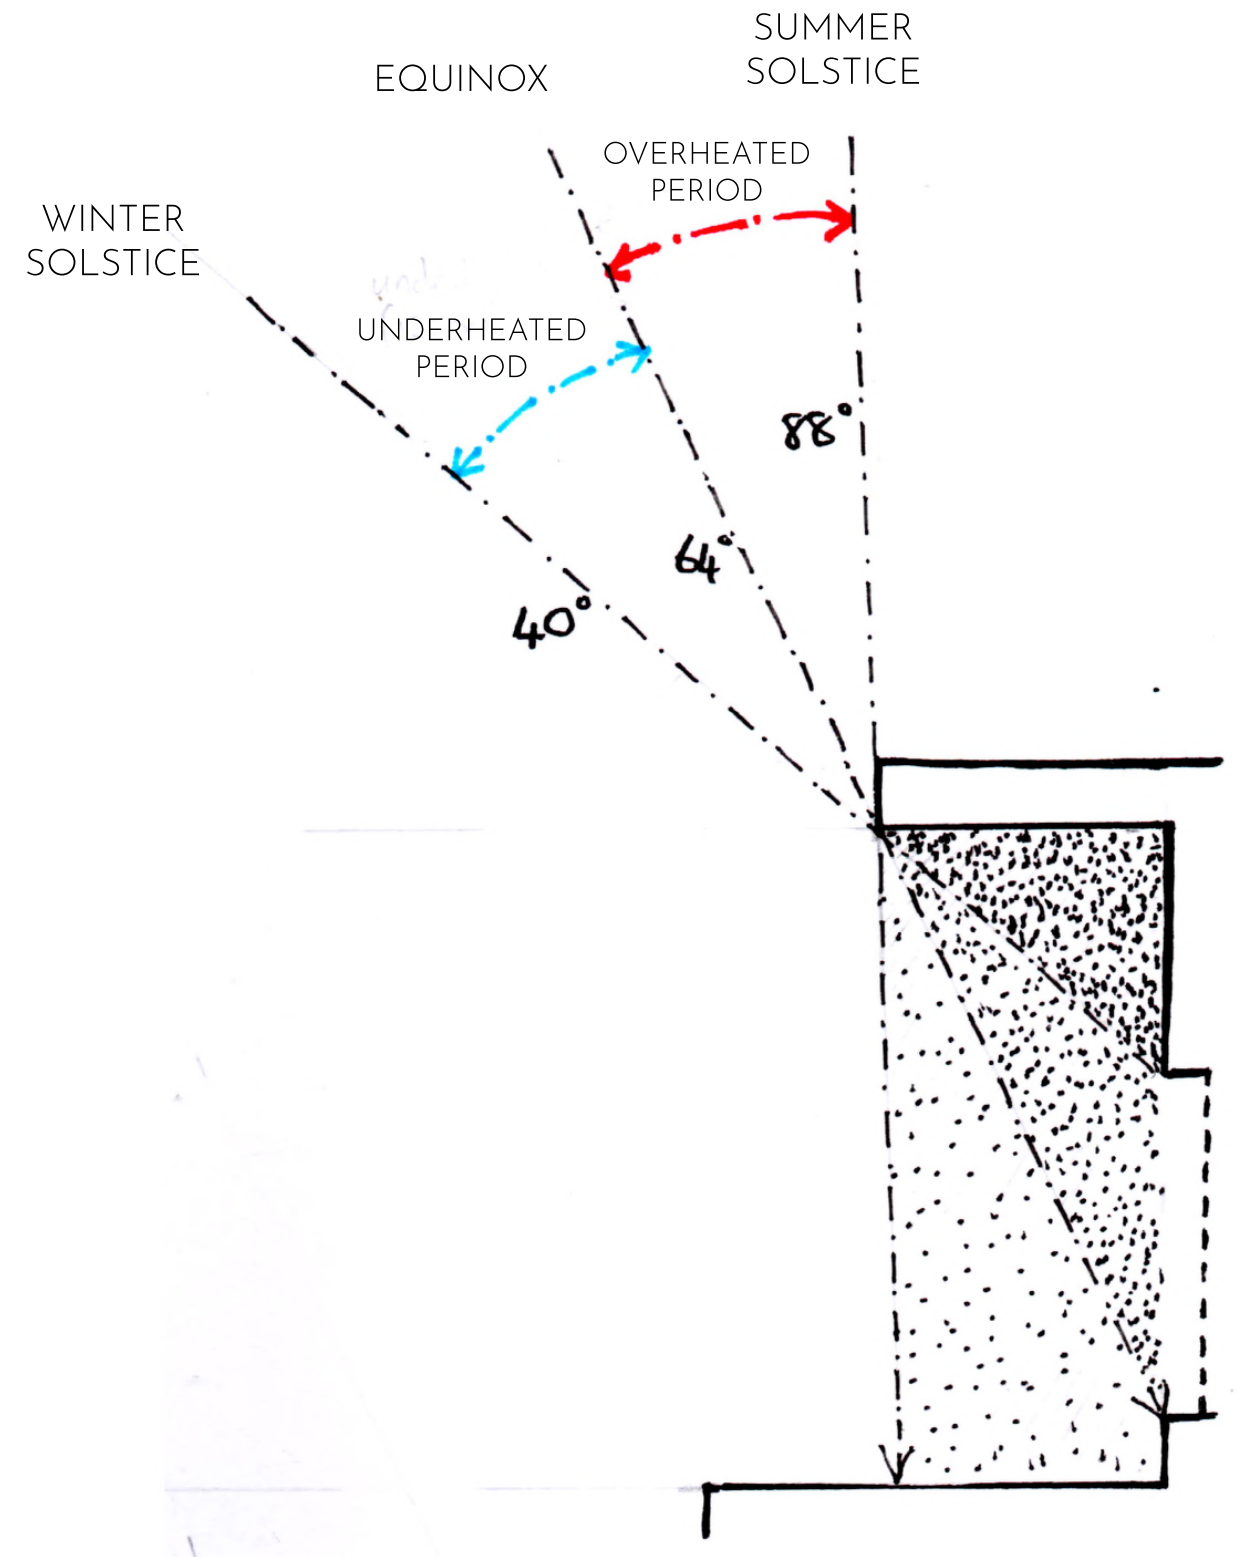 SUMMER
SOLSTICE
EQUINOX
OVERHEATED
PERIOD
WINTER
SOLSTICE
UNDERHEATED
PERIOD
88°
64°
40°